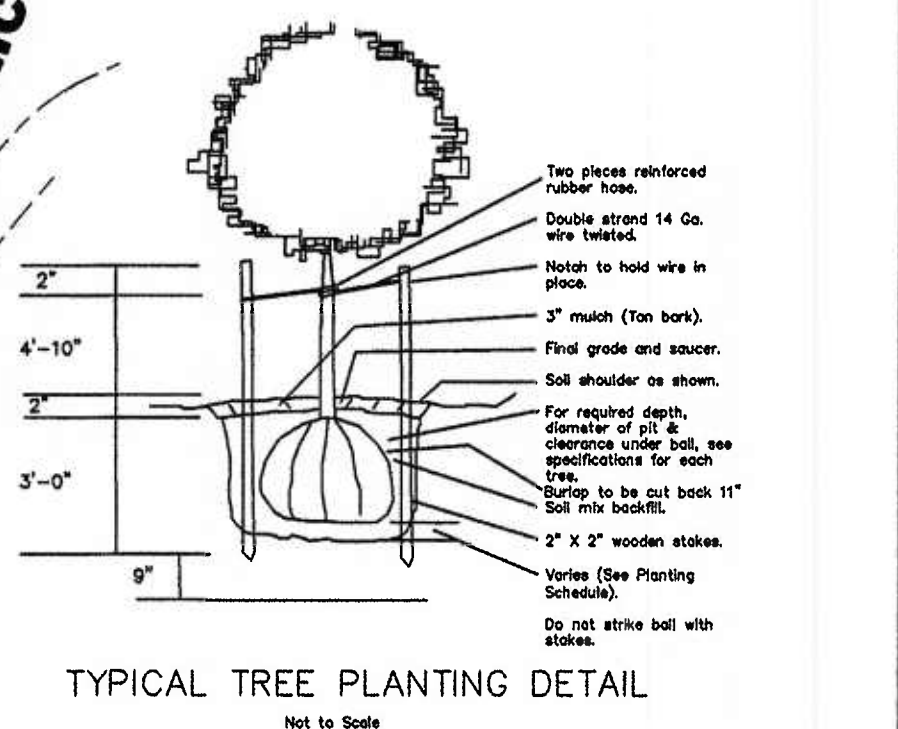 Two pieces reinforced
rubber hose.
Double strand 14 Ga.
wire twisted.
Notch to hold wire in
place.
3" mulch (Tan bark).
Final grade and saucer.
Soil shoulder as shown.
For required depth,
diameter of pit &
clearance under ball, see
specifications for each
tree.
Burlap to be cut back 11"
Soil mix backfill.
2" X 2" wooden stakes.
Varies (See Planting
Schedule).
Do not strike ball with
stakes.
2"
4'-10"
2"
3'-0"
9"
TYPICAL TREE PLANTING DETAIL
Not to Scale